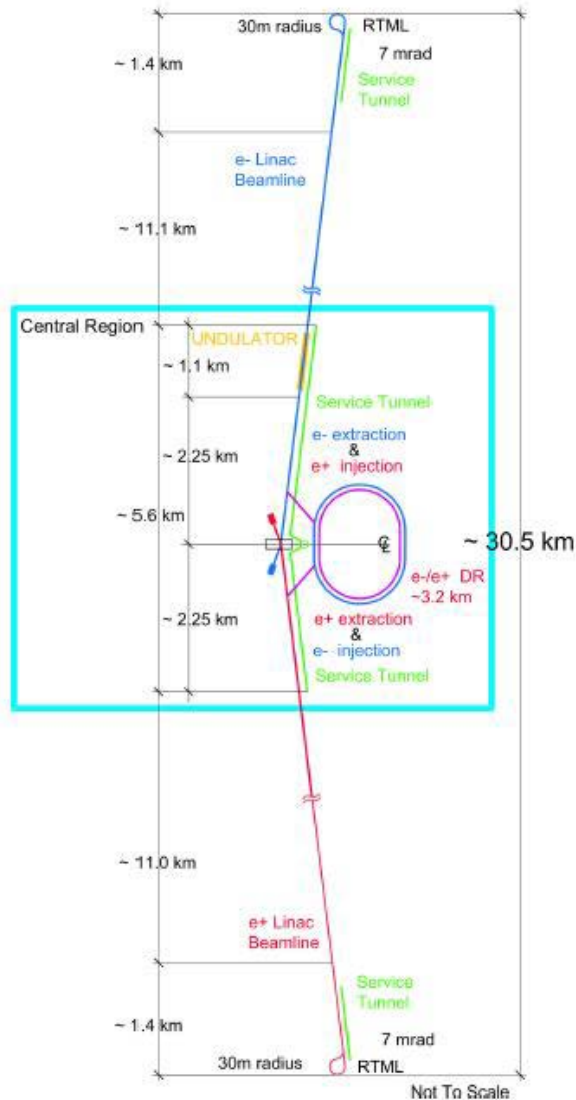 30m radius
RTML
7 mrad
~ 1.4 km
Service
Tunnel
e- Linac
Beamline
~ 11.1 km
Central Region
UNDULATOR
~ 1.1 km
Service Tunnel
e- extraction
&
e+ injection
~ 2.25 km
~ 5.6 km
~ 30.5 km
e-/e+ DR
~3.2 km
e+ extraction
&
e- injection
~ 2.25 km
Service Tunnel
~ 11.0 km
e+ Linac
Beamline
Service
Tunnel
~ 1.4 km
7 mrad
30m radius
RTML
Not To Scale